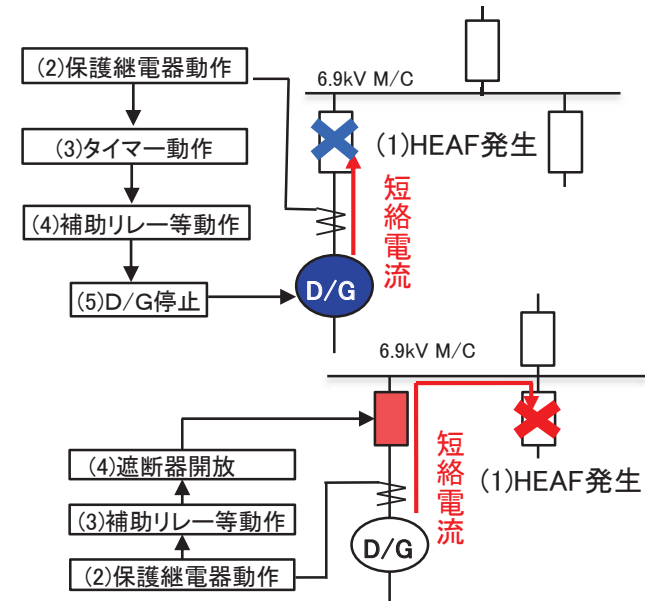 (2)保護継電器動作
6.9kV M/C
(3)タイマー動作
(1)HEAF発生
短絡電流
(4)補助リレー等動作
(5)D/G停止
D/G
6.9kV M/C
(4)遮断器開放
短絡電流
(1)HEAF発生
(3)補助リレー等動作
D/G
(2)保護継電器動作